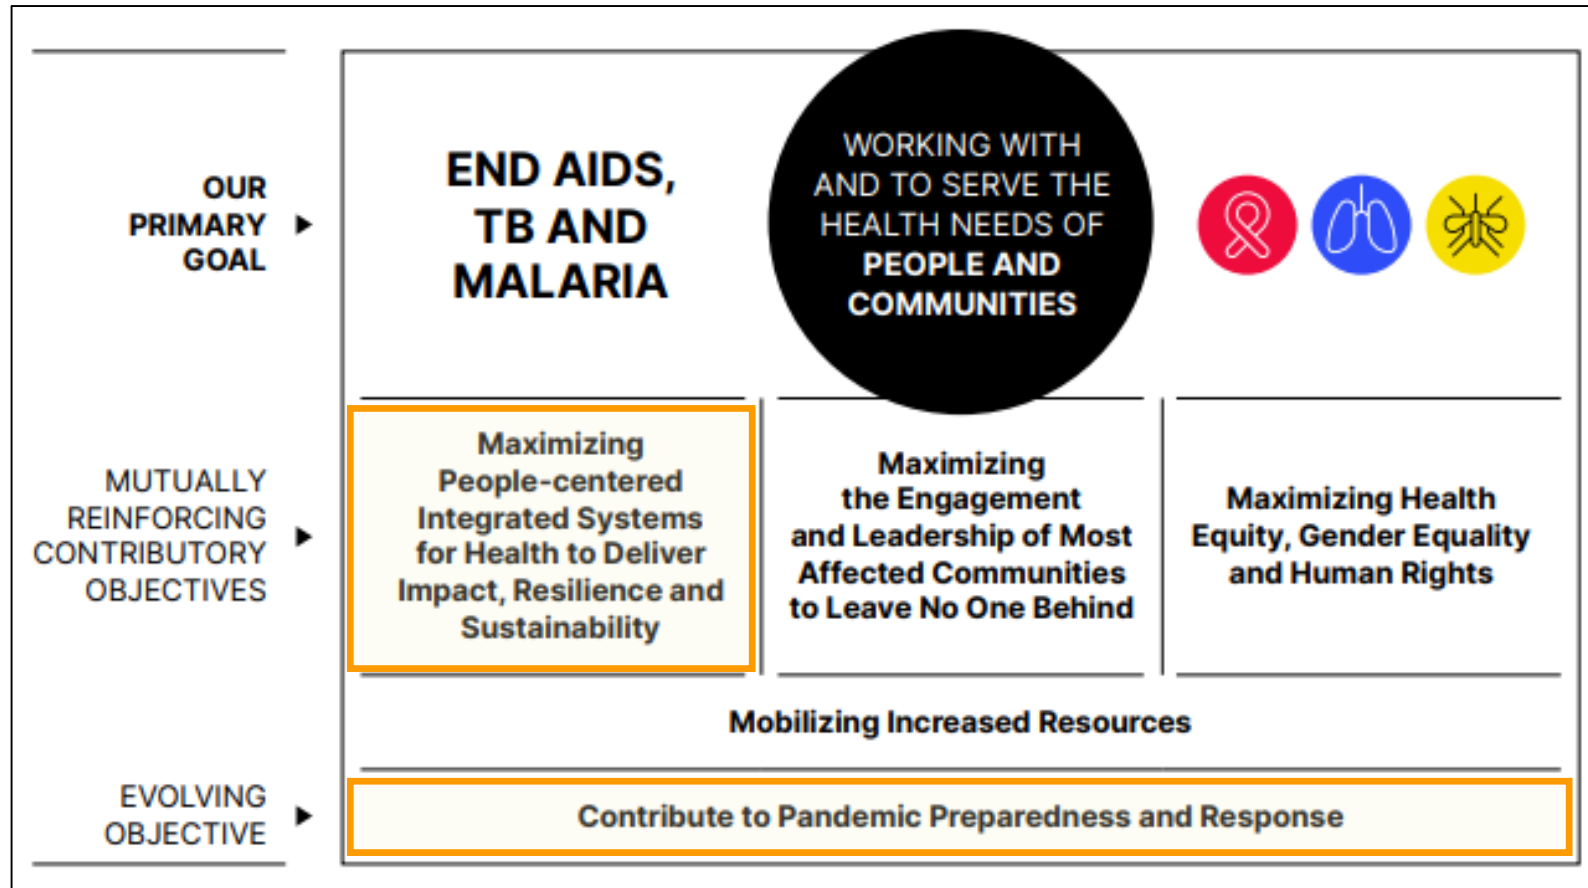 OUR
PRIMARY
GOAL
END AIDS,
TB AND
MALARIA
WORKING WITH
AND TO SERVE THE
HEALTH NEEDS OF
PEOPLE AND
COMMUNITIES
MUTUALLY
REINFORCING
CONTRIBUTORY
OBJECTIVES
Maximizing
People-centered
Integrated Systems
for Health to Deliver
Impact, Resilience and
Sustainability
Maximizing
the Engagement
and Leadership of Most
Affected Communities
to Leave No One Behind
Maximizing Health
Equity, Gender Equality
and Human Rights
Mobilizing Increased Resources
EVOLVING
OBJECTIVE
Contribute to Pandemic Preparedness and Response